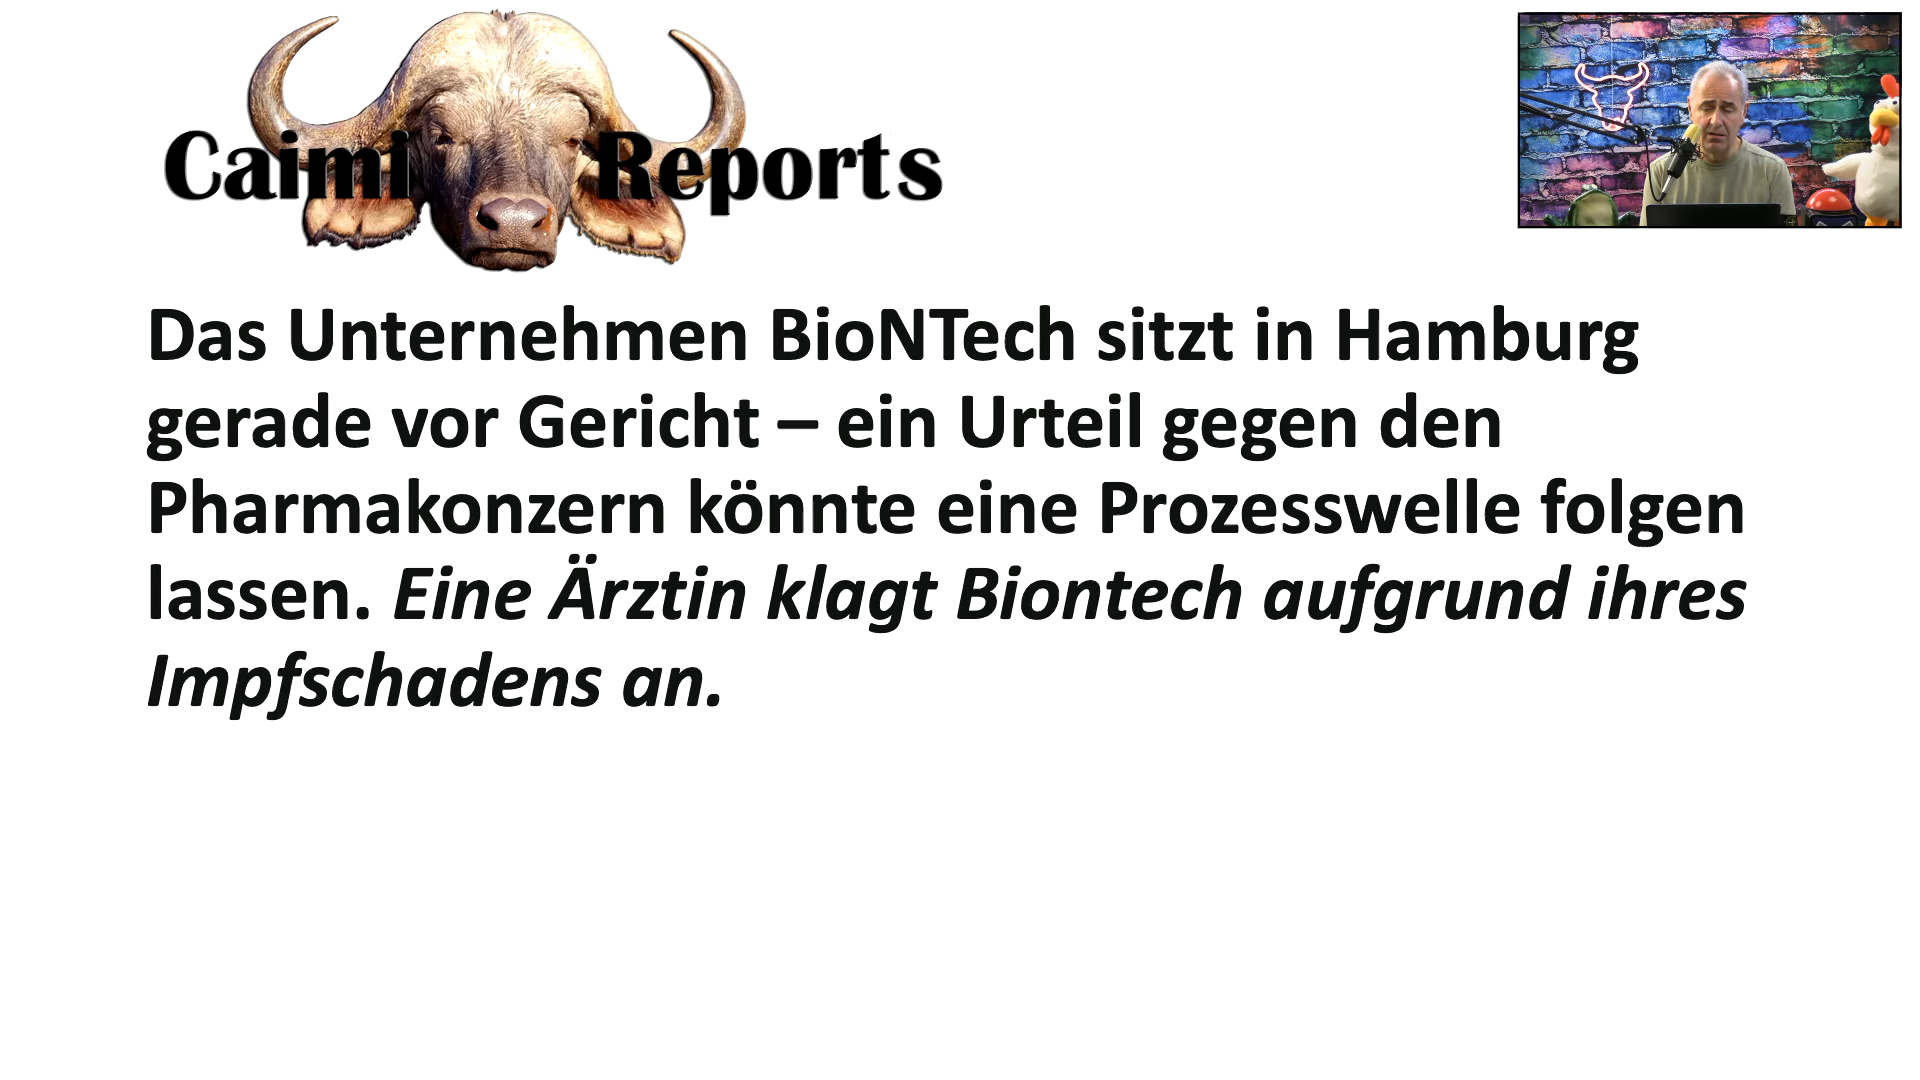 Caimi Reports
Das Unternehmen BioNTech sitzt in Hamburg
gerade vor Gericht – ein Urteil gegen den
Pharmakonzern könnte eine Prozesswelle folgen
lassen. Eine Ärztin klagt Biontech aufgrund ihres
Impfschadens an.